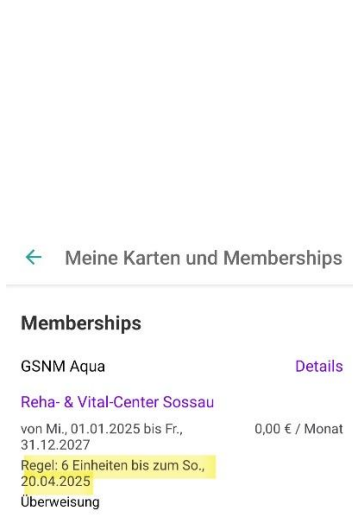 ← Meine Karten und Memberships
Memberships
GSNM Aqua Details
Reha- & Vital-Center Sossau
von Mi., 01.01.2025 bis Fr., 0,00 € / Monat
31.12.2027
Regel: 6 Einheiten bis zum So.,
20.04.2025
Überweisung